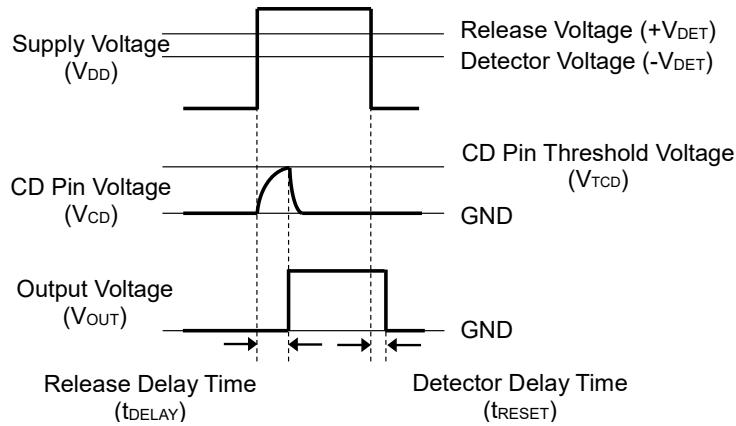 Supply Voltage
(VDD)
Release Voltage (+VDET)
Detector Voltage (-VDET)
CD Pin Voltage
(VCD)
CD Pin Threshold Voltage
(VTCD)
GND
Output Voltage
(VOUT)
GND
Release Delay Time
(tDELAY)
Detector Delay Time
(tRESET)